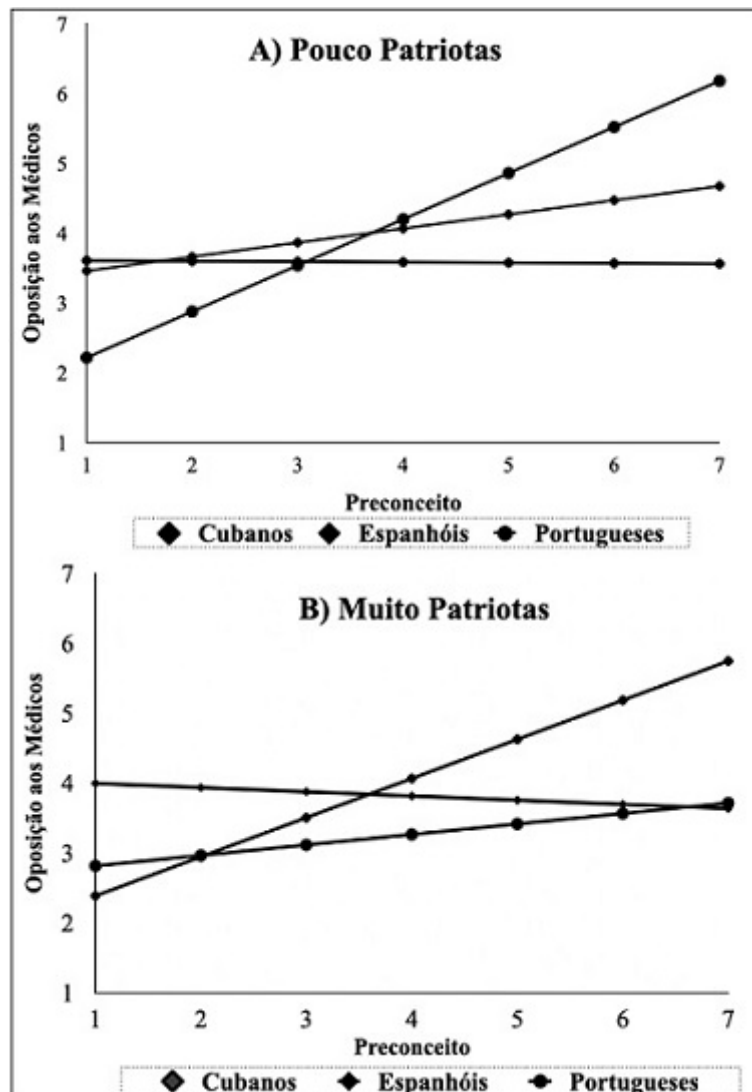 A) Pouco Patriotas
Oposição aos Médicos
7
6
5
4
3
2
1
1 2 3 4 5 6 7
Preconceito
Cubanos Espanhóis Portugueses
B) Muito Patriotas
Oposição aos Médicos
7
6
5
4
3
2
1
1 2 3 4 5 6 7
Preconceito
Cubanos Espanhóis Portugueses